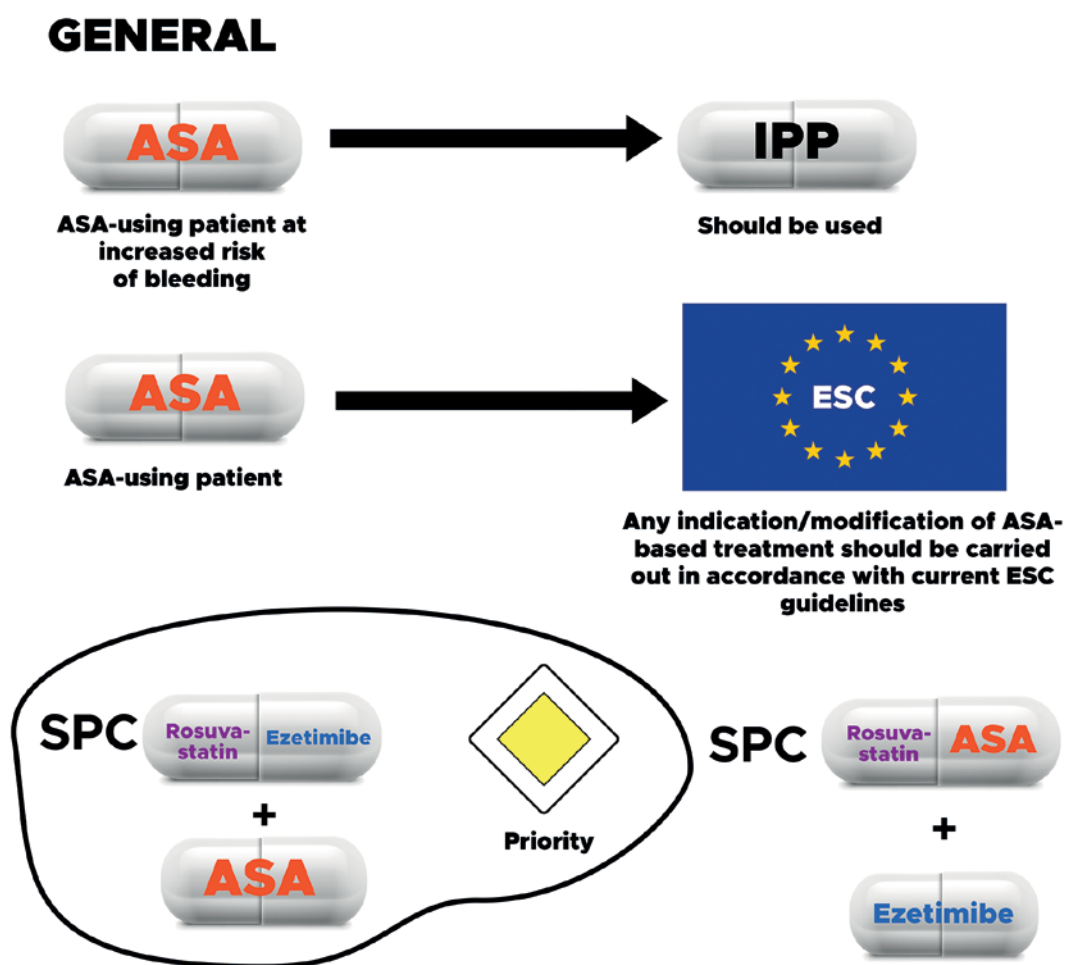 GENERAL
ASA
IPP
ASA-using patient at
increased risk
of bleeding
Should be used
ASA
ESC
ASA-using patient
Any indication/modification of ASA-
based treatment should be carried
out in accordance with current ESC
guidelines
SPC
Rosuva-
statin
Ezetimibe
+
ASA
Priority
SPC
Rosuva-
statin
ASA
+
Ezetimibe